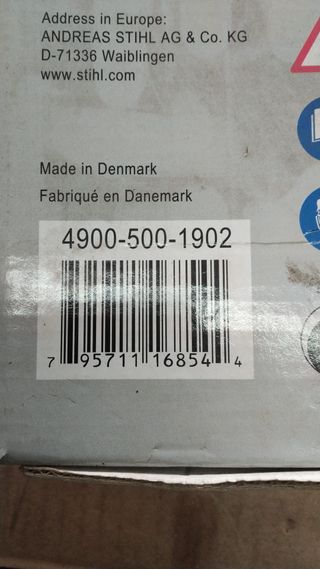 Address in Europe:
ANDREAS STIHL AG & Co. KG
D-71336 Waiblingen
www.stihl.com
Made in Denmark
Fabriqué en Danemark
4900-500-1902
7 95711 16854 4